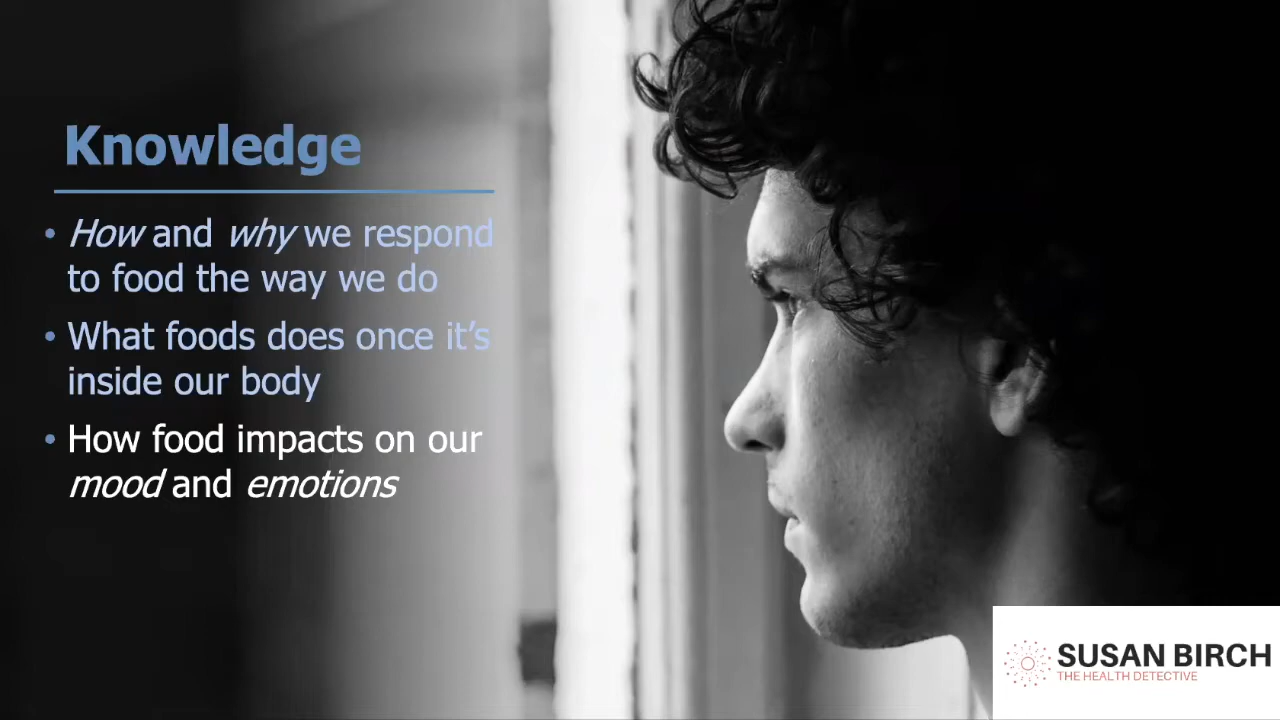 Knowledge
• How and why we respond
to food the way we do
• What foods does once it's
inside our body
• How food impacts on our
mood and emotions
SUSAN BIRCH
THE HEALTH DETECTIVE